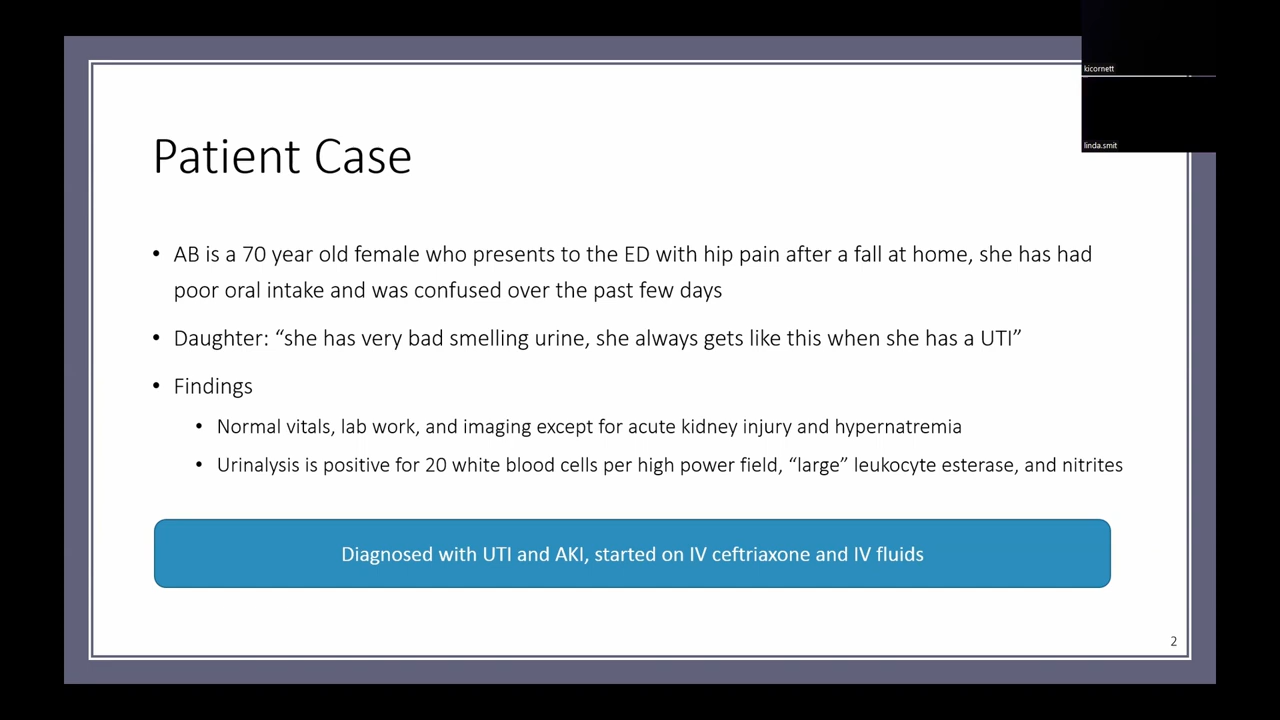 kicornett
linda.smit
Patient Case
• AB is a 70 year old female who presents to the ED with hip pain after a fall at home, she has had
poor oral intake and was confused over the past few days
• Daughter: “she has very bad smelling urine, she always gets like this when she has a UTI”
• Findings
• Normal vitals, lab work, and imaging except for acute kidney injury and hypernatremia
• Urinalysis is positive for 20 white blood cells per high power field, “large” leukocyte esterase, and nitrites
Diagnosed with UTI and AKI, started on IV ceftriaxone and IV fluids
2